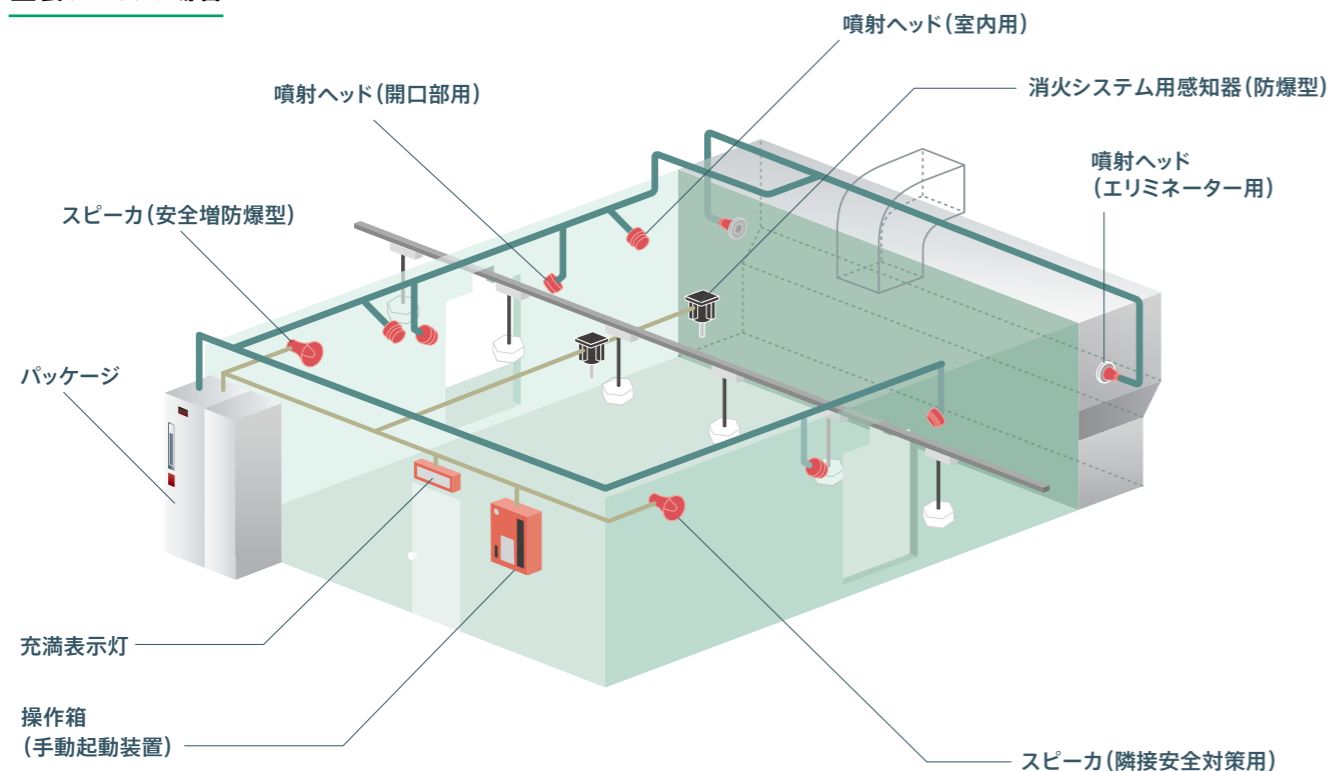 噴射ヘッド(室内用)
噴射ヘッド(開口部用)
消火システム用感知器(防爆型)
噴射ヘッド
(エリミネーター用)
スピーカ(安全増防爆型)
パッケージ
充満表示灯
操作箱
(手動起動装置)
スピーカ(隣接安全対策用)